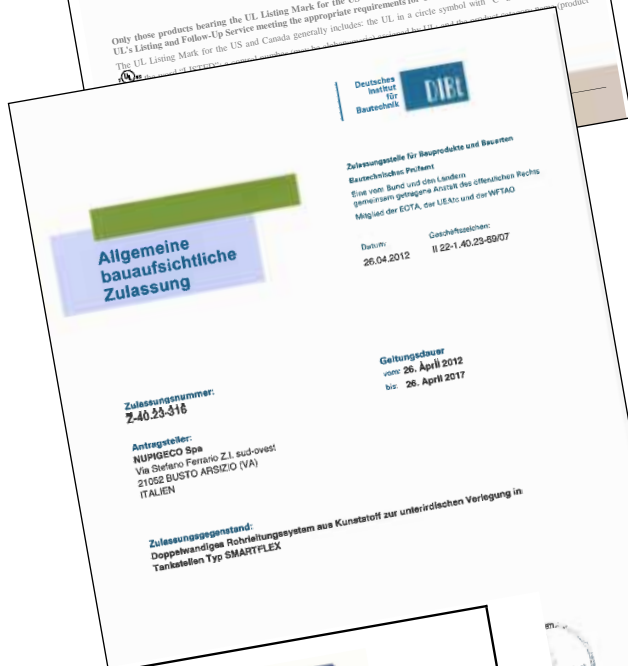 Only those products bearing the UL Listing Mark for the US
UL's Listing and Follow-Up Service meeting the appropriate requirements for
The UL Listing Mark for the US and Canada generally includes: the UL in a circle symbol with "C"
(product
Deutsches
Institut
für
Bautechnik
DIBt
Zulassungsstelle für Bauprodukte und Bauarten
Bautechnisches Prüfamt
Eine vom Bund und den Ländern
gemeinsam getragene Anstalt des öffentlichen Rechts
Mitglied der EOTA, der UEAtc und der WFTAO
Datum:
Geschäftszeichen:
26.04.2012
II 22-1.40.23-59/07
Allgemeine
bauaufsichtliche
Zulassung
Zulassungsnummer:
Z-40.23-316
Geltungsdauer
vom: 26. April 2012
bis: 26. April 2017
Antragsteller:
NUPIGECO Spa
Via Stefano Ferrario Z.I. sud-ovest
21052 BUSTO ARSIZIO (VA)
ITALIEN
Zulassungsgegenstand:
Doppelwandiges Rohrleitungssystem aus Kunststoff zur unterirdischen Verlegung in
Tankstellen Typ SMARTFLEX